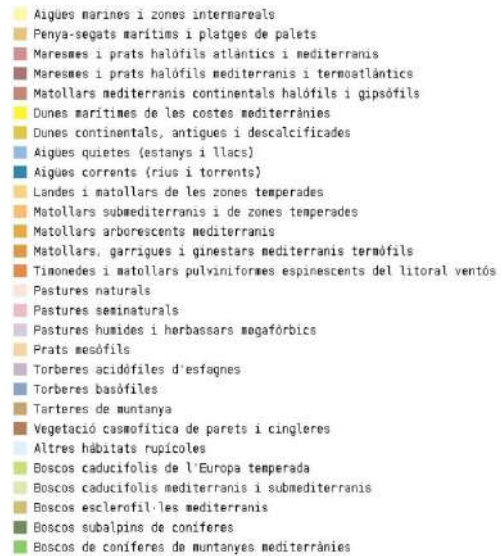 Aigües marines i zones intermareals
Penya-segats marítims i platges de palets
Maresmes i prats halòfils atlàntics i mediterranis
Maresmes i prats halòfils mediterranis i termoatlàntics
Matollars mediterranis continentals halòfils i gipsòfils
Dunes marítimes de les costes mediterrànies
Dunes continentals, antigues i descalcificades
Aigües quietes (estanys i llacs)
Aigües corrents (rius i torrents)
Landes i matollars de les zones temperades
Matollars submediterranis i de zones temperades
Matollars arborescents mediterranis
Matollars, garrigues i ginestars mediterranis termòfils
Timonedes i matollars pulviniformes espinescents del litoral ventós
Pastures naturals
Pastures seminaturals
Pastures humides i herbassars megafòrbics
Prats mesòfils
Torberes acidòfiles d'esfagnes
Torberes basòfiles
Tarteres de muntanya
Vegetació casmofítica de parets i cingleres
Altres hàbitats rupícoles
Boscos caducifolis de l'Europa temperada
Boscos caducifolis mediterranis i submediterranis
Boscos esclerofil·les mediterranis
Boscos subalpins de coníferes
Boscos de coníferes de muntanyes mediterrànies